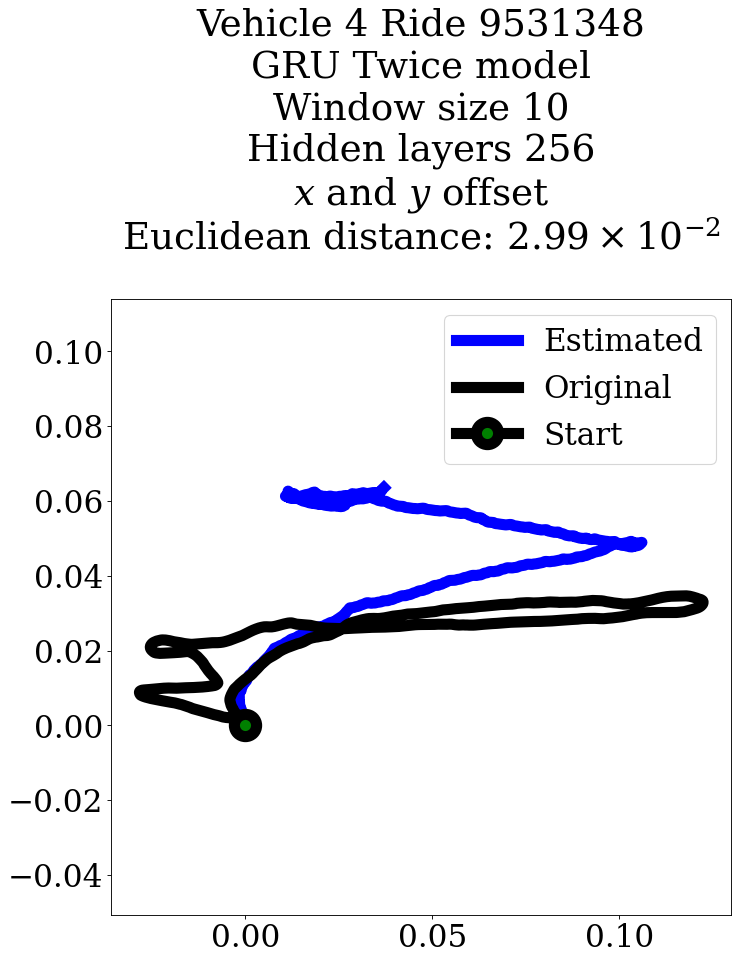 Vehicle 4 Ride 9531348
GRU Twice model
Window size 10
Hidden layers 256
x and y offset
Euclidean distance: 2.99 × 10⁻²
Estimated
Original
Start
0.10
0.08
0.06
0.04
0.02
0.00
−0.02
−0.04
0.00 0.05 0.10